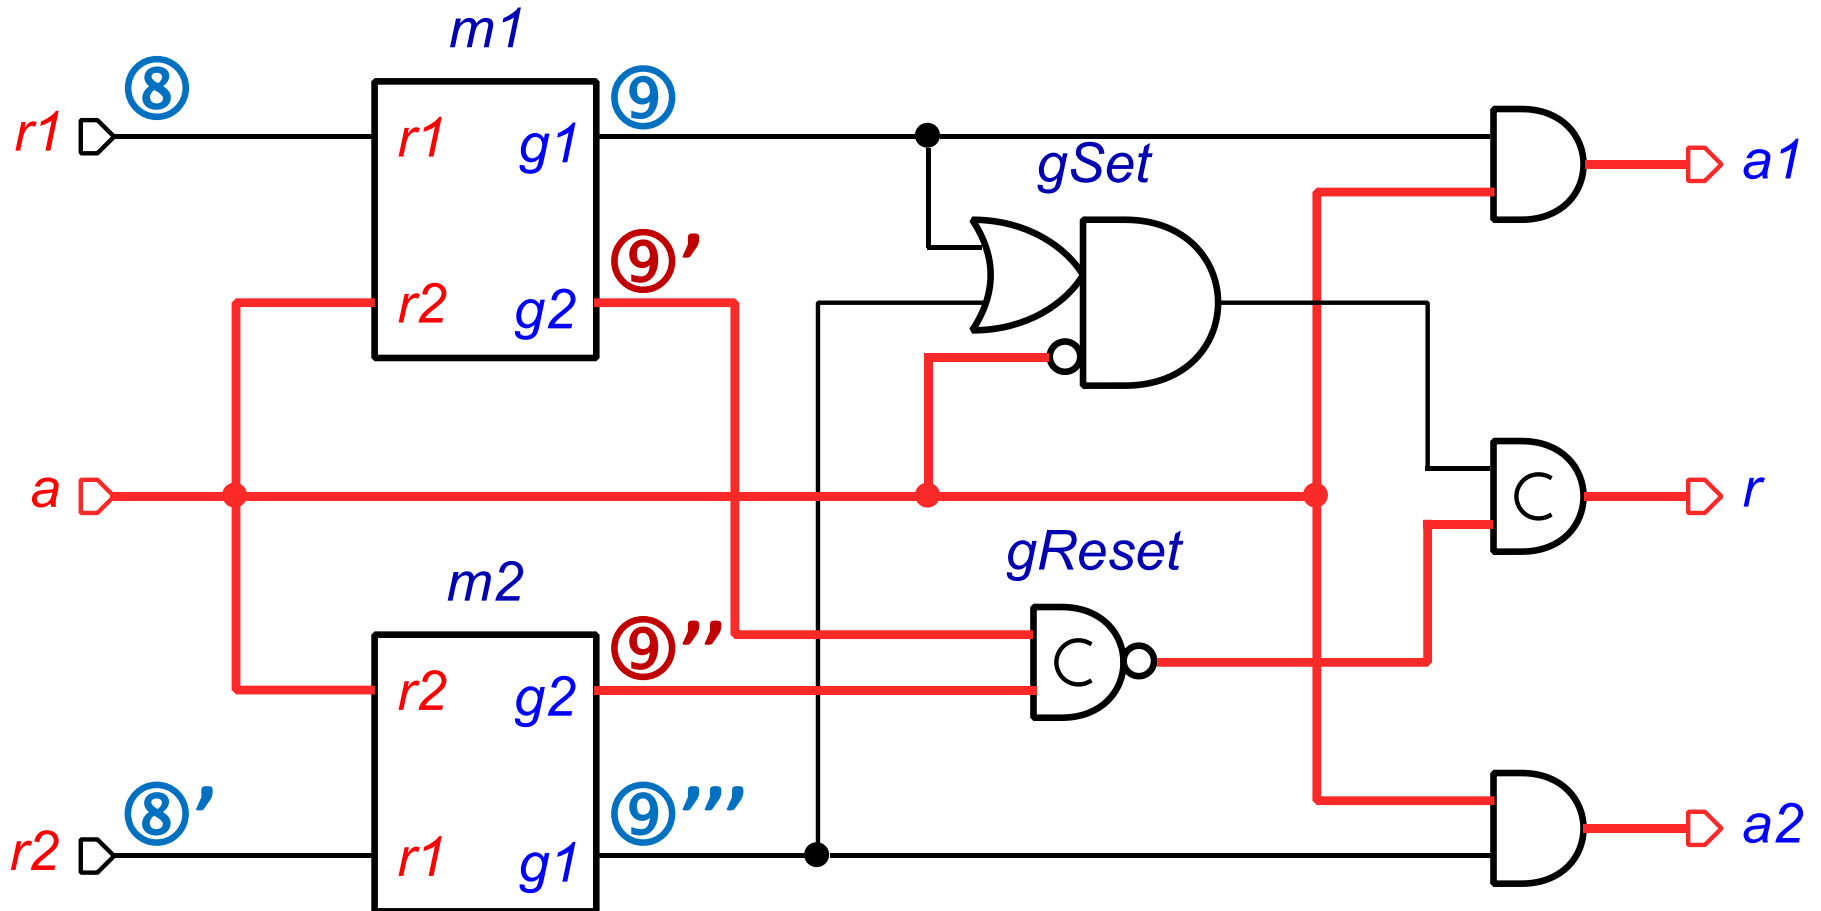 m1
⑧
⑨
r1
r1
g1
a1
gSet
⑨’
r2
g2
a
r
gReset
m2
C
⑨’’
C
r2
g2
⑧’
⑨’’’
r2
r1
g1
a2